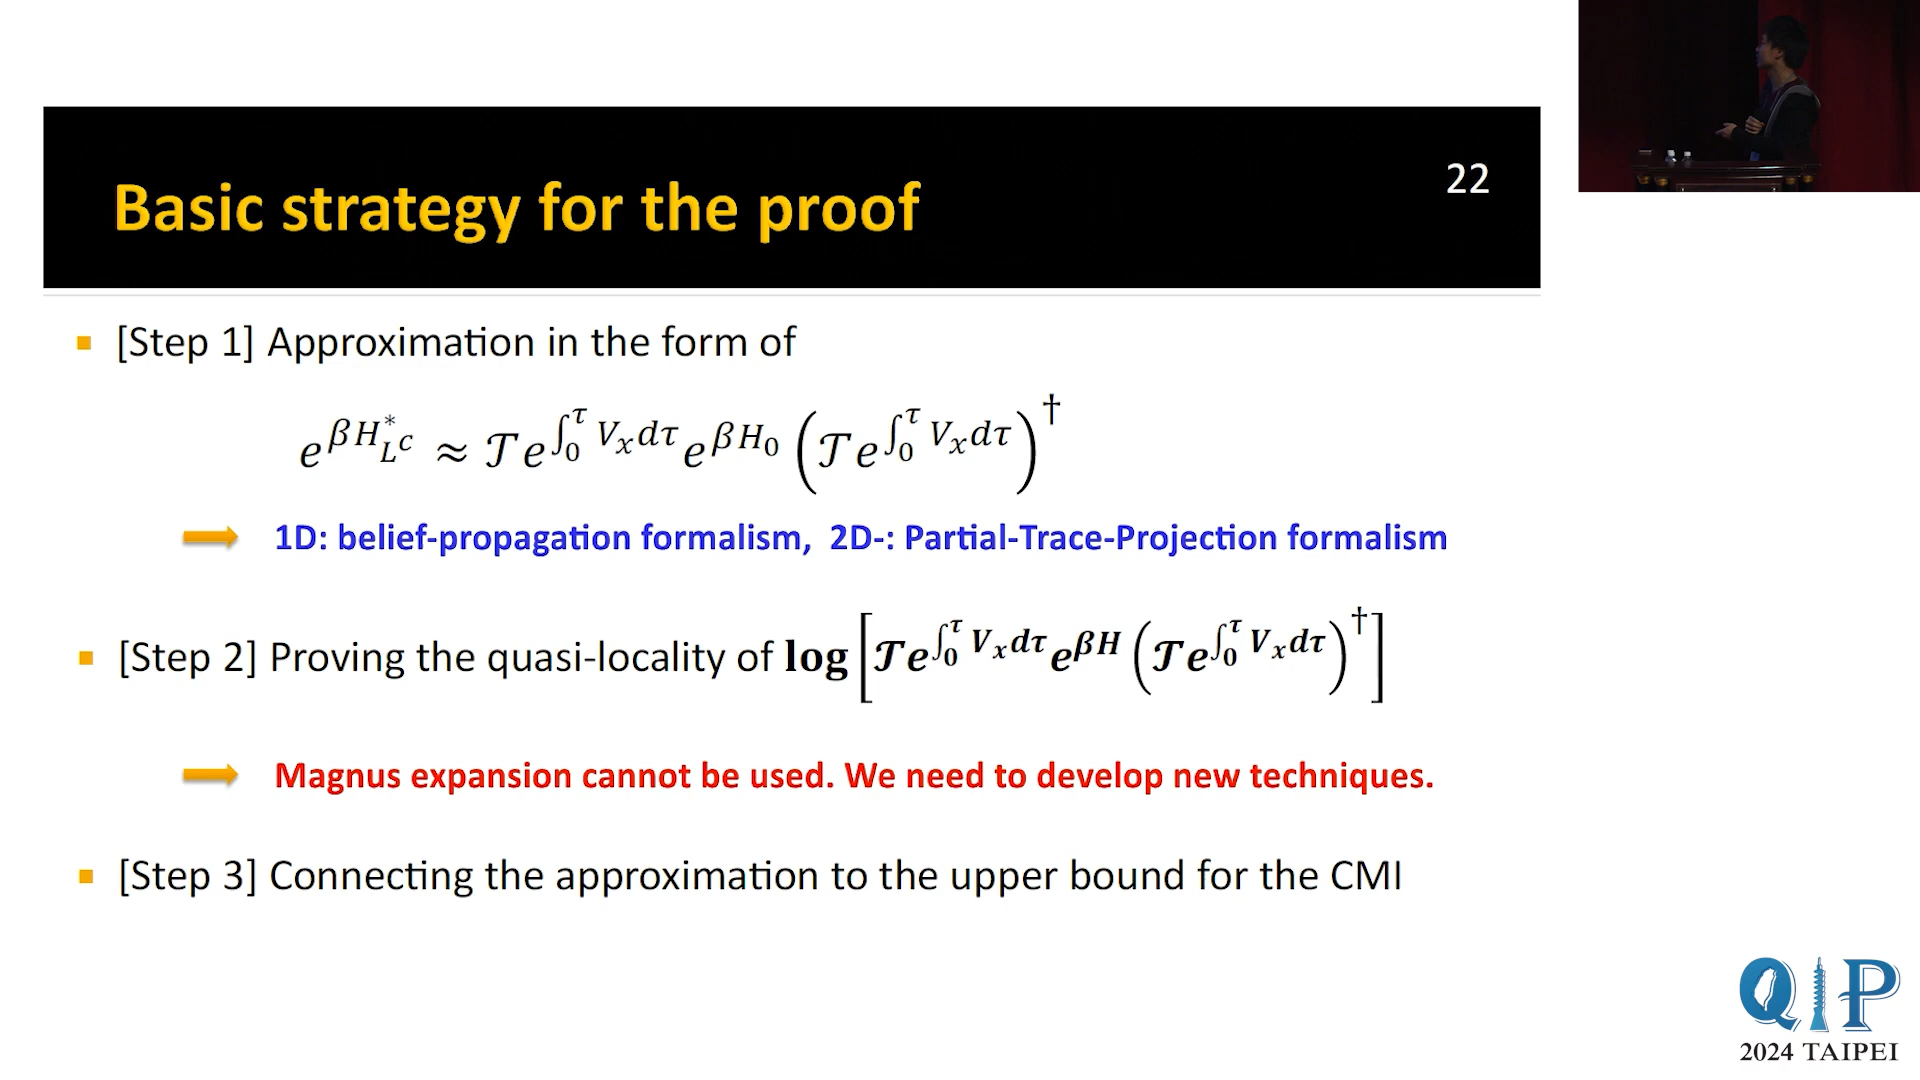 Basic strategy for the proof
22
[Step 1] Approximation in the form of
$e^{\beta H^*_{L^c}} \approx \mathcal{T}e^{\int_0^\tau V_x d\tau} e^{\beta H_0} \left(\mathcal{T}e^{\int_0^\tau V_x d\tau}\right)^\dagger$
1D: belief-propagation formalism, 2D-: Partial-Trace-Projection formalism
[Step 2] Proving the quasi-locality of $\log\left[\mathcal{T}e^{\int_0^\tau V_x d\tau} e^{\beta H} \left(\mathcal{T}e^{\int_0^\tau V_x d\tau}\right)^\dagger\right]$
Magnus expansion cannot be used. We need to develop new techniques.
[Step 3] Connecting the approximation to the upper bound for the CMI
QIP
2024 TAIPEI